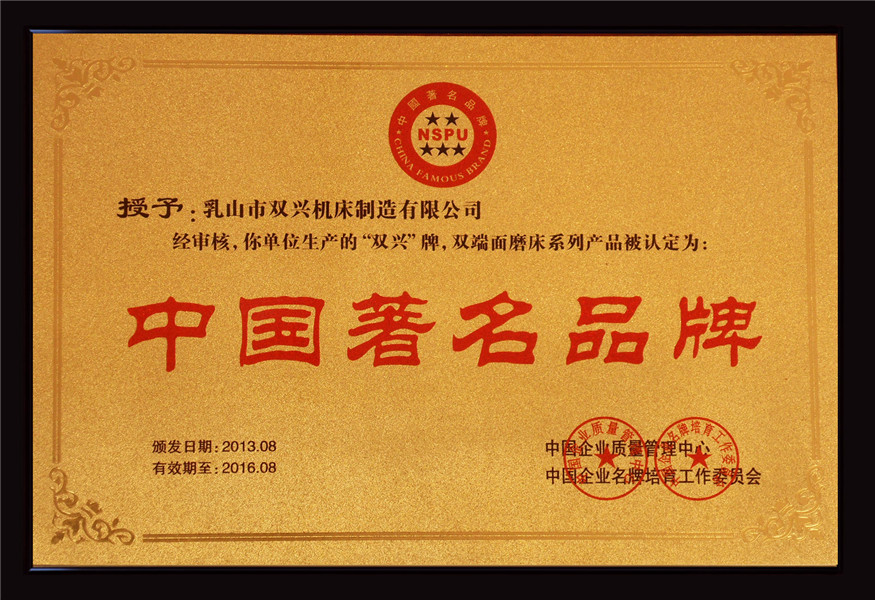 中國著名品牌
NSPU
CHINA FAMOUS BRAND
授予:乳山市双兴机床制造有限公司
经审核,你单位生产的“双兴”牌,双端面磨床系列产品被认定为:
中国著名品牌
颁发日期:2013.08
有效期至:2016.08
中国企业质量管理中心
中国企业名牌培育工作委员会